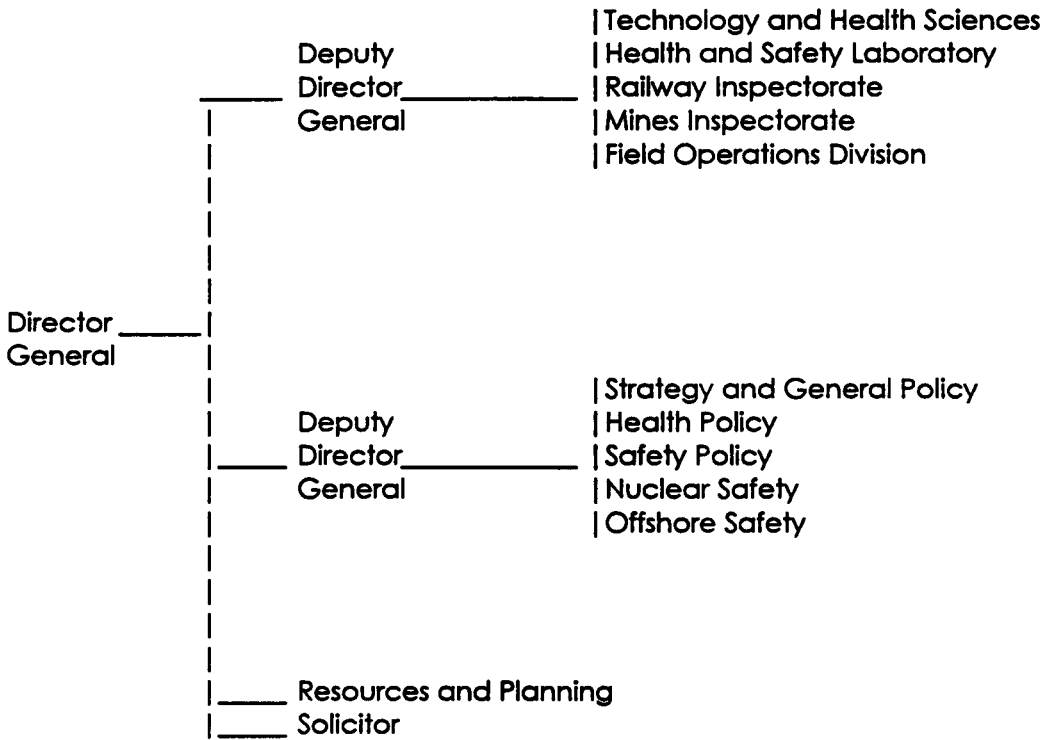 Director
General
Deputy
Director
General
Technology and Health Sciences
Health and Safety Laboratory
Railway Inspectorate
Mines Inspectorate
Field Operations Division
Deputy
Director
General
Strategy and General Policy
Health Policy
Safety Policy
Nuclear Safety
Offshore Safety
Resources and Planning
Solicitor